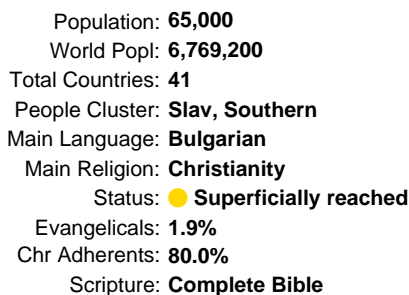 Population: 65,000
World Popl: 6,769,200
Total Countries: 41
People Cluster: Slav, Southern
Main Language: Bulgarian
Main Religion: Christianity
Status: Superficially reached
Evangelicals: 1.9%
Chr Adherents: 80.0%
Scripture: Complete Bible